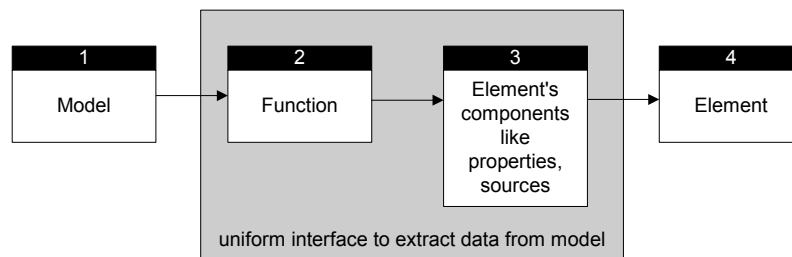 1
Model
2
Function
3
Element's
components
like
properties,
sources
4
Element
uniform interface to extract data from model